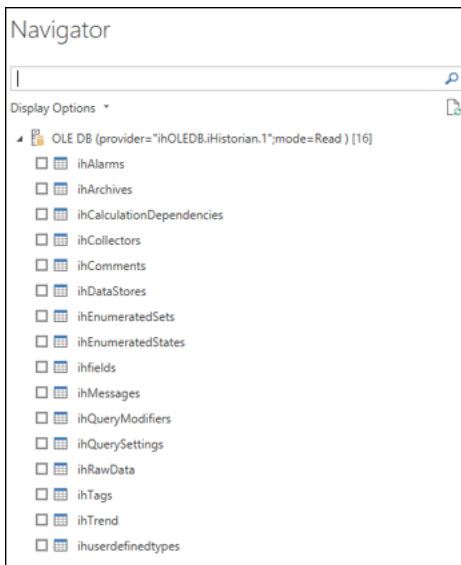 Navigator
Display Options
OLE DB (provider="ihOLEDB.iHistorian.1";mode=Read ) [16]
ihAlarms
ihArchives
ihCalculationDependencies
ihCollectors
ihComments
ihDataStores
ihEnumeratedSets
ihEnumeratedStates
ihfields
ihMessages
ihQueryModifiers
ihQuerySettings
ihRawData
ihTags
ihTrend
ihuserdefinedtypes